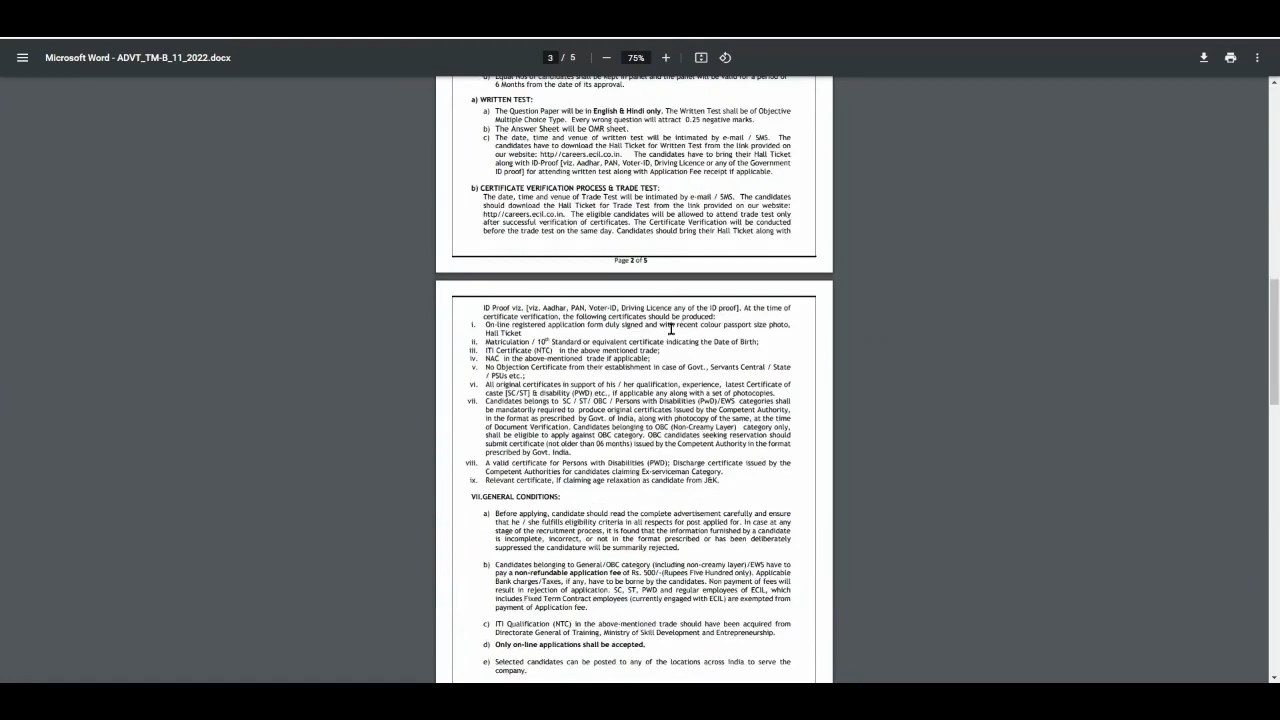 Microsoft Word - ADVT_TM-B_11_2022.docx
3 / 5
75%
d) Equal Nos of Candidates shall be kept in panel and the panel will be valid for a period of
6 Months from the date of its approval.
a) WRITTEN TEST:
a) The Question Paper will be in English & Hindi only. The Written Test shall be of Objective
Multiple Choice Type. Every wrong question will attract 0.25 negative marks.
b) The Answer Sheet will be OMR sheet.
c) The date, time and venue of written test will be intimated by e-mail / SMS. The
candidates have to download the Hall Ticket for Written Test from the link provided on
our website: http//careers.ecil.co.in. The candidates have to bring their Hall Ticket
along with ID-Proof [viz. Aadhar, PAN, Voter-ID, Driving Licence or any of the Government
ID proof] for attending written test along with Application Fee receipt if applicable.
b) CERTIFICATE VERIFICATION PROCESS & TRADE TEST:
The date, time and venue of Trade Test will be intimated by e-mail / SMS. The candidates
should download the Hall Ticket for Trade Test from the link provided on our website:
http//careers.ecil.co.in. The eligible candidates will be allowed to attend trade test only
after successful verification of certificates. The Certificate Verification will be conducted
before the trade test on the same day. Candidates should bring their Hall Ticket along with
Page 2 of 5
ID Proof viz. [viz. Aadhar, PAN, Voter-ID, Driving Licence any of the ID proof]. At the time of
certificate verification, the following certificates should be produced:
i. On-line registered application form duly signed and with recent colour passport size photo,
Hall Ticket
ii. Matriculation / 10th Standard or equivalent certificate indicating the Date of Birth;
iii. ITI Certificate (NTC) in the above mentioned trade;
iv. NAC in the above-mentioned trade if applicable;
v. No Objection Certificate from their establishment in case of Govt., Servants Central / State
/ PSUs etc.;
vi. All original certificates in support of his / her qualification, experience, latest Certificate of
caste [SC/ST] & disability (PWD) etc., if applicable any along with a set of photocopies.
vii. Candidates belongs to SC / ST/ OBC / Persons with Disabilities (PwD)/EWS categories shall
be mandatorily required to produce original certificates issued by the Competent Authority,
in the format as prescribed by Govt. of India, along with photocopy of the same, at the time
of Document Verification. Candidates belonging to OBC (Non-Creamy Layer) category only,
shall be eligible to apply against OBC category. OBC candidates seeking reservation should
submit certificate (not older than 06 months) issued by the Competent Authority in the format
prescribed by Govt. India.
viii. A valid certificate for Persons with Disabilities (PWD); Discharge certificate issued by the
Competent Authorities for candidates claiming Ex-serviceman Category.
ix. Relevant certificate, if claiming age relaxation as candidate from J&K.
VII.GENERAL CONDITIONS:
a) Before applying, candidate should read the complete advertisement carefully and ensure
that he / she fulfills eligibility criteria in all respects for post applied for. In case at any
stage of the recruitment process, it is found that the information furnished by a candidate
is incomplete, incorrect, or not in the format prescribed or has been deliberately
suppressed the candidature will be summarily rejected.
b) Candidates belonging to General/OBC category (including non-creamy layer)/EWS have to
pay a non-refundable application fee of Rs. 500/-(Rupees Five Hundred only). Applicable
Bank charges/Taxes, if any, have to be borne by the candidates. Non payment of fees will
result in rejection of application. SC, ST, PWD and regular employees of ECIL, which
includes Fixed Term Contract employees (currently engaged with ECIL) are exempted from
payment of Application fee.
c) ITI Qualification (NTC) in the above-mentioned trade should have been acquired from
Directorate General of Training, Ministry of Skill Development and Entrepreneurship.
d) Only on-line applications shall be accepted.
e) Selected candidates can be posted to any of the locations across India to serve the
company.